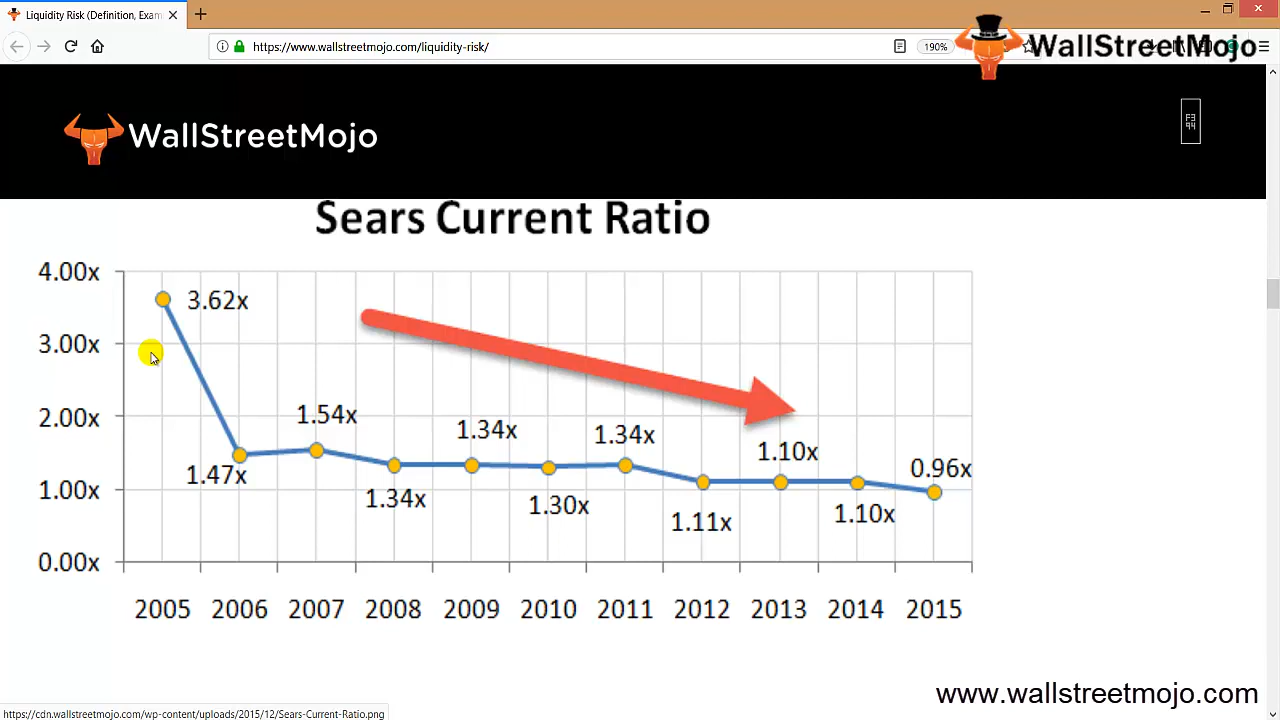 Liquidity Risk (Definition, Exam
https://www.wallstreetmojo.com/liquidity-risk/
190%
WallStreetMojo
WallStreetMojo
F3
94
Sears Current Ratio
4.00x
3.00x
2.00x
1.00x
0.00x
3.62x
1.47x
1.54x
1.34x
1.34x
1.30x
1.34x
1.11x
1.10x
1.10x
0.96x
2005 2006 2007 2008 2009 2010 2011 2012 2013 2014 2015
www.wallstreetmojo.com
https://cdn.wallstreetmojo.com/wp-content/uploads/2015/12/Sears-Current-Ratio.png